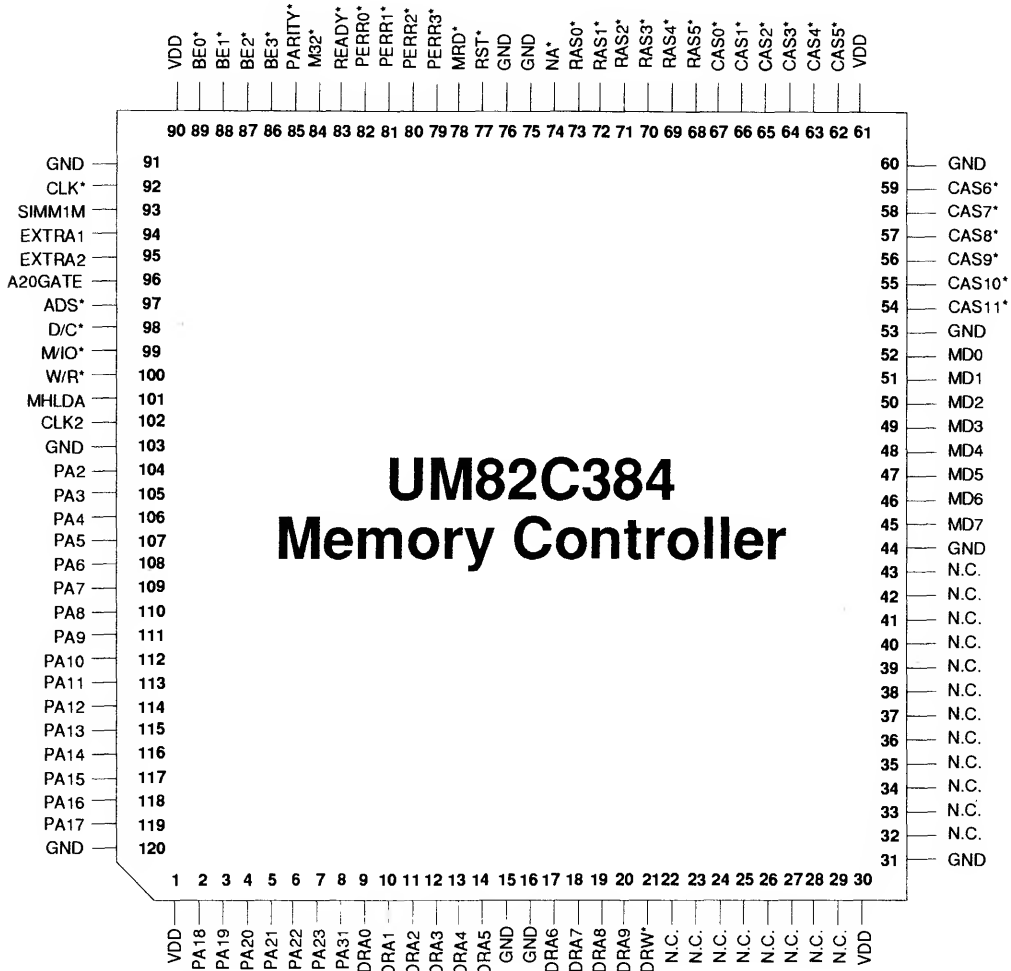 VDD BE0* BE1* BE2* BE3* PARITY* M32* READY* PERR0* PERR1* PERR2* PERR3* MRD* RST* GND GND NA* RAS0* RAS1* RAS2* RAS3* RAS4* RAS5* CAS0* CAS1* CAS2* CAS3* CAS4* CAS5* VDD
90 89 88 87 86 85 84 83 82 81 80 79 78 77 76 75 74 73 72 71 70 69 68 67 66 65 64 63 62 61
GND 91
CLK* 92
SIMM1M 93
EXTRA1 94
EXTRA2 95
A20GATE 96
ADS* 97
D/C* 98
M/IO* 99
W/R* 100
MHLDA 101
CLK2 102
GND 103
PA2 104
PA3 105
PA4 106
PA5 107
PA6 108
PA7 109
PA8 110
PA9 111
PA10 112
PA11 113
PA12 114
PA13 115
PA14 116
PA15 117
PA16 118
PA17 119
GND 120
UM82C384
Memory Controller
60 GND
59 CAS6*
58 CAS7*
57 CAS8*
56 CAS9*
55 CAS10*
54 CAS11*
53 GND
52 MD0
51 MD1
50 MD2
49 MD3
48 MD4
47 MD5
46 MD6
45 MD7
44 GND
43 N.C.
42 N.C.
41 N.C.
40 N.C.
39 N.C.
38 N.C.
37 N.C.
36 N.C.
35 N.C.
34 N.C.
33 N.C.
32 N.C.
31 GND
1 2 3 4 5 6 7 8 9 10 11 12 13 14 15 16 17 18 19 20 21 22 23 24 25 26 27 28 29 30
VDD PA18 PA19 PA20 PA21 PA22 PA23 PA31 DRA0 DRA1 DRA2 DRA3 DRA4 DRA5 GND GND DRA6 DRA7 DRA8 DRA9 DRW* N.C. N.C. N.C. N.C. N.C. N.C. N.C. N.C. VDD